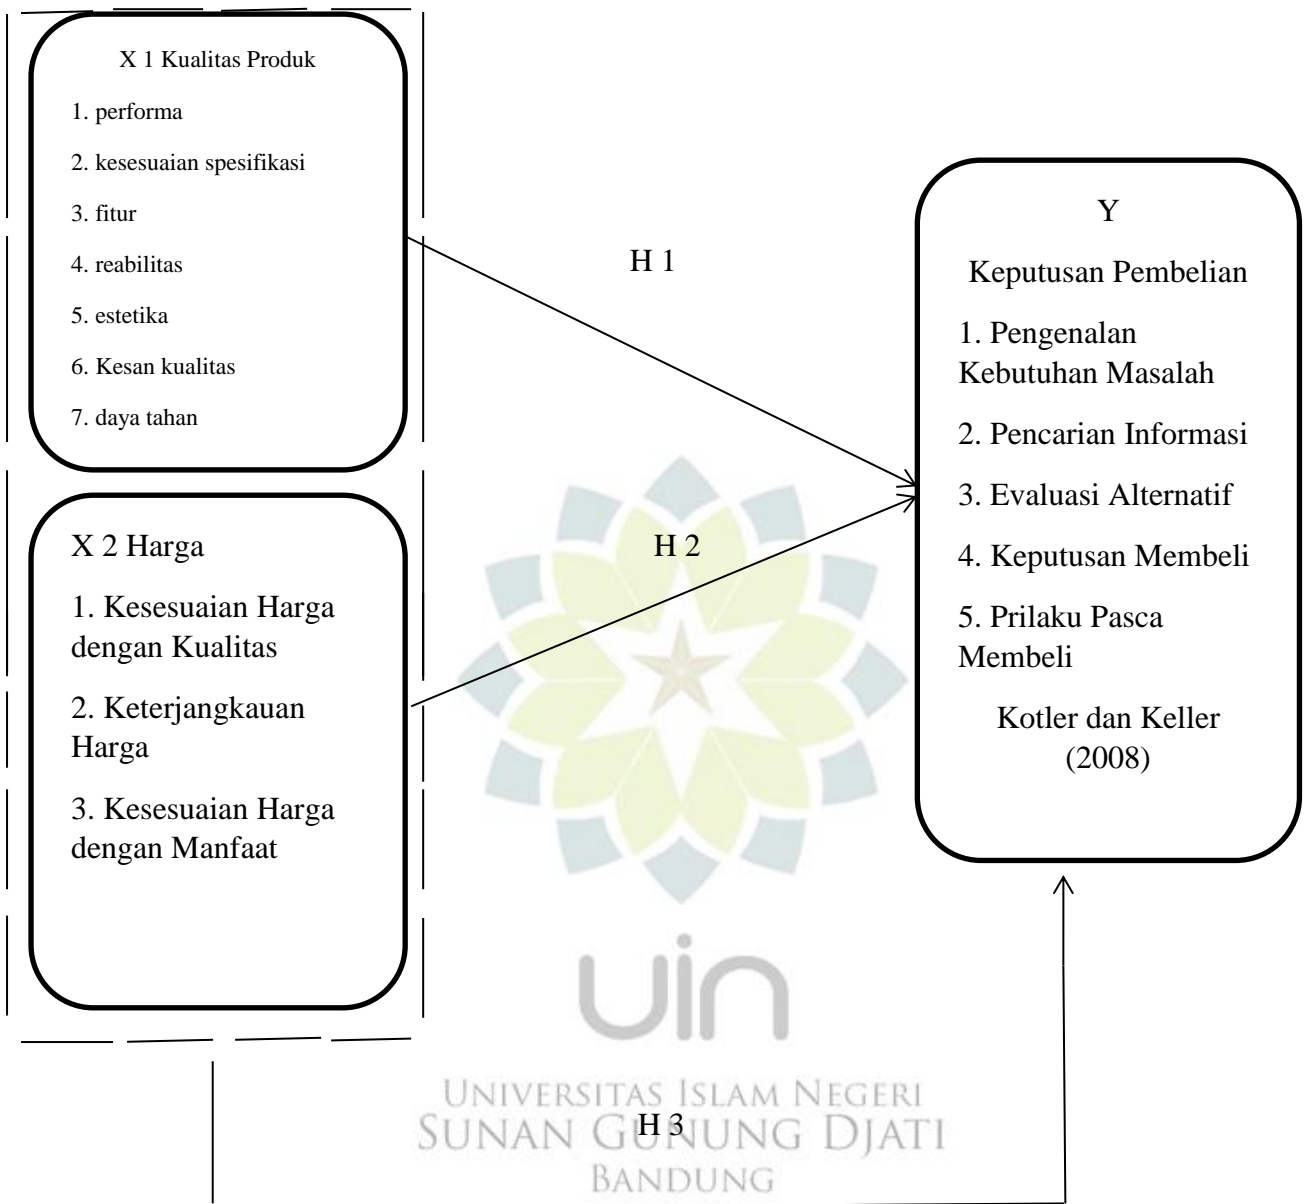 X 1 Kualitas Produk
1. performa
2. kesesuaian spesifikasi
3. fitur
4. reabilitas
5. estetika
6. Kesan kualitas
7. daya tahan
X 2 Harga
1. Kesesuaian Harga
dengan Kualitas
2. Keterjangkauan
Harga
3. Kesesuaian Harga
dengan Manfaat
H 1
H 2
Y
Keputusan Pembelian
1. Pengenalan
Kebutuhan Masalah
2. Pencarian Informasi
3. Evaluasi Alternatif
4. Keputusan Membeli
5. Prilaku Pasca
Membeli
Kotler dan Keller
(2008)
uin
UNIVERSITAS ISLAM NEGERI
SUNAN GUNUNG DJATI
BANDUNG
H 3